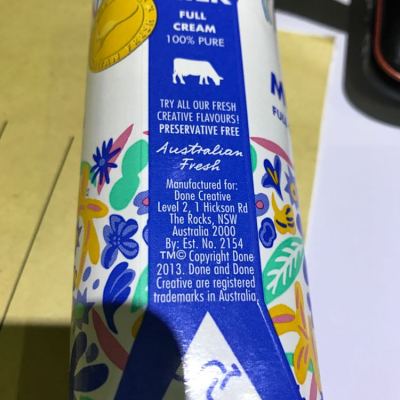 FULL
CREAM
100% PURE
TRY ALL OUR FRESH
CREATIVE FLAVOURS!
PRESERVATIVE FREE
Australian
Fresh
Manufactured for:
Done Creative
Level 2, 1 Hickson Rd
The Rocks, NSW
Australia 2000
By: Est. No. 2154
TM© Copyright Done
2013. Done and Done
Creative are registered
trademarks in Australia.